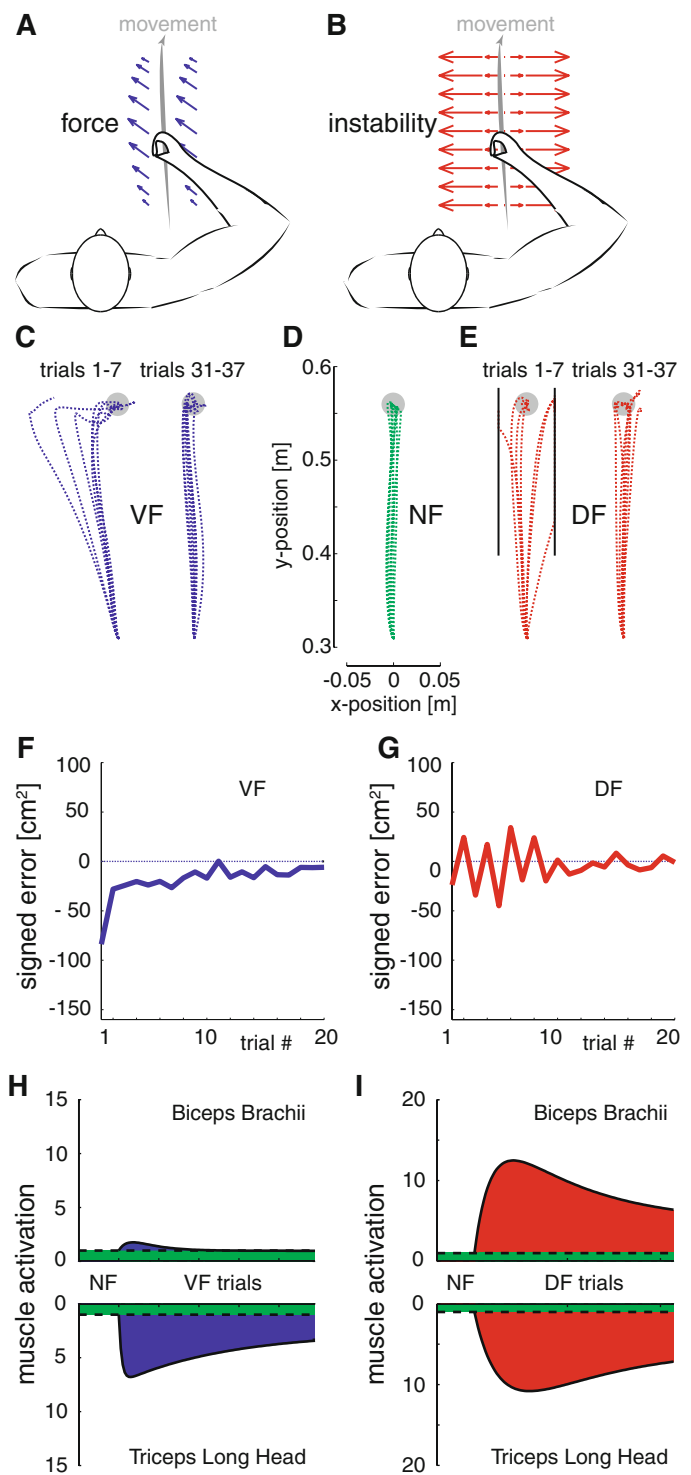 A
B
movement
movement
force
instability
C
D
E
trials 1-7
trials 31-37
trials 1-7
trials 31-37
0.6
0.5
0.4
0.3
y-position [m]
VF
NF
DF
-0.05
0
0.05
x-position [m]
F
G
VF
DF
100
50
0
-50
-100
-150
signed error [cm²]
1
10
20
trial #
100
50
0
-50
-100
-150
signed error [cm²]
1
10
20
trial #
H
I
15
10
5
0
Biceps Brachii
NF
VF trials
0
5
10
15
Triceps Long Head
muscle activation
20
10
0
Biceps Brachii
NF
DF trials
0
10
20
Triceps Long Head
muscle activation